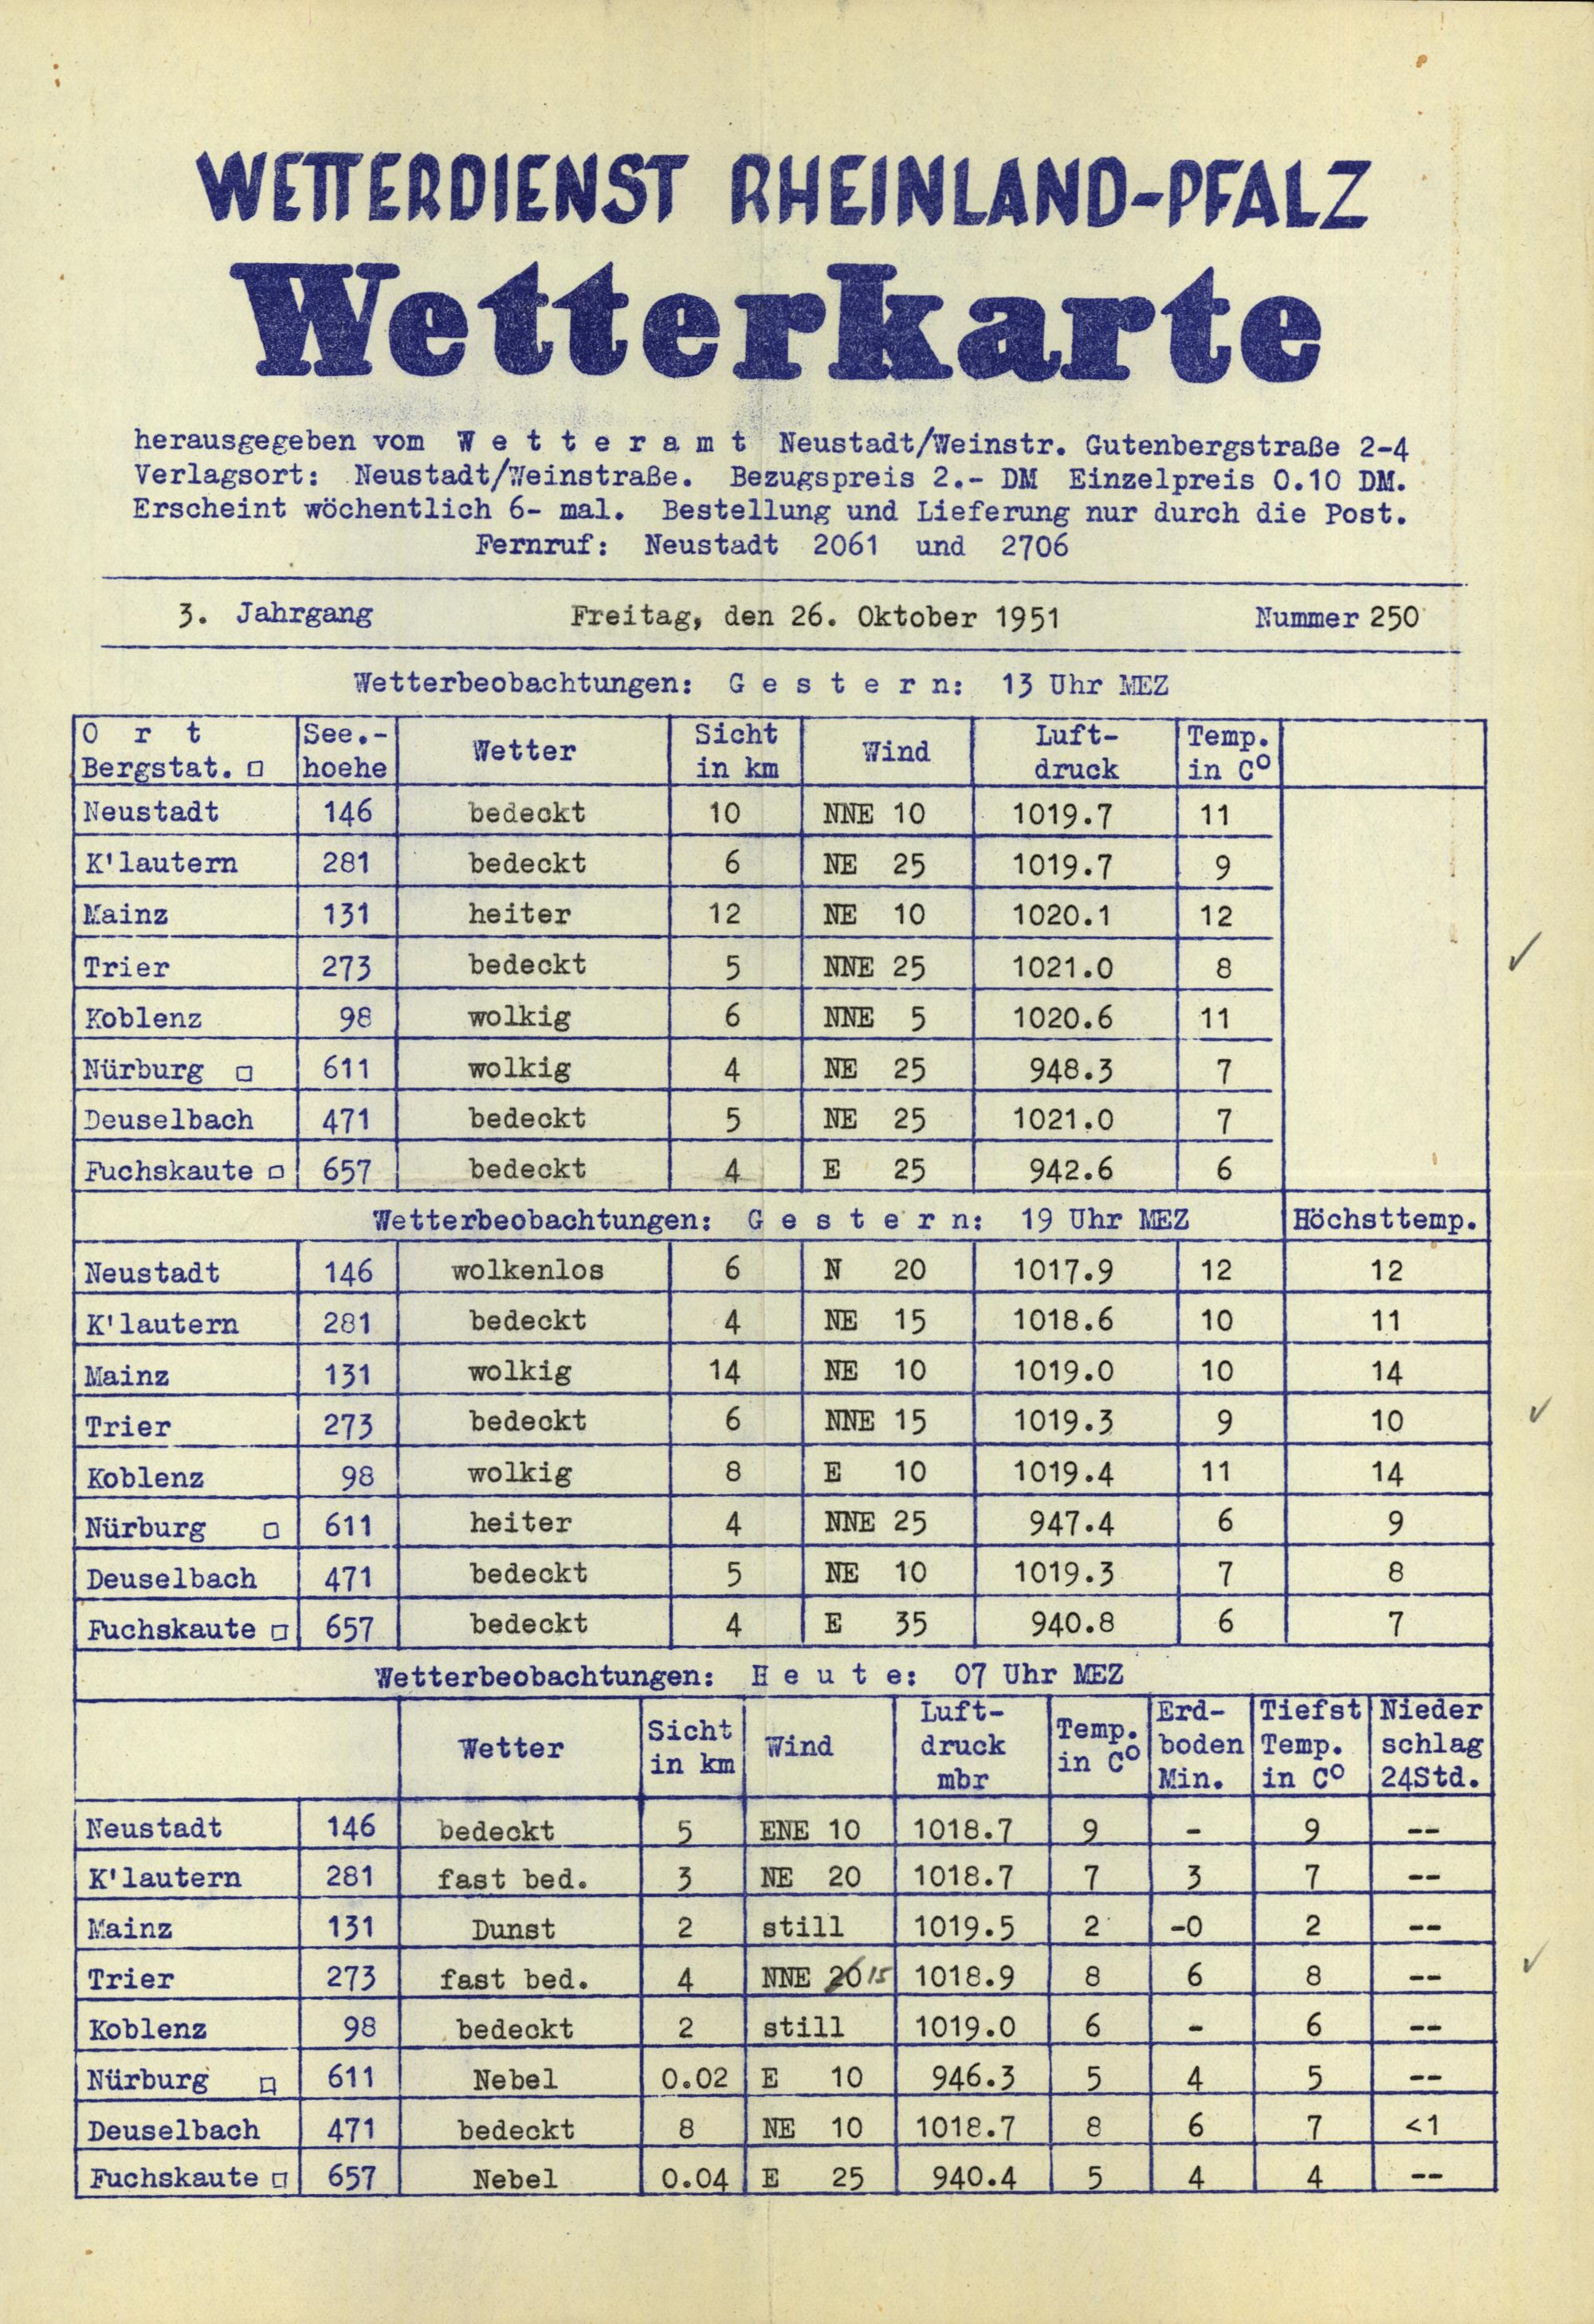 WETTERDIENST RHEINLAND-PFALZ
Wetterkarte
herausgegeben vom W e t t e r a m t Neustadt/Weinstr. Gutenbergstraße 2-4
Verlagsort: Neustadt/Weinstraße. Bezugspreis 2.- DM Einzelpreis 0.10 DM.
Erscheint wöchentlich 6- mal. Bestellung und Lieferung nur durch die Post.
Fernruf: Neustadt 2061 und 2706
3. Jahrgang Freitag, den 26. Oktober 1951 Nummer 250
Wetterbeobachtungen: G e s t e r n: 13 Uhr MEZ
O r t See.- Wetter Sicht Wind Luft- Temp.
Bergstat. □ hoehe in km druck in C°
Neustadt 146 bedeckt 10 NNE 10 1019.7 11
K'lautern 281 bedeckt 6 NE 25 1019.7 9
Mainz 131 heiter 12 NE 10 1020.1 12
Trier 273 bedeckt 5 NNE 25 1021.0 8 ✓
Koblenz 98 wolkig 6 NNE 5 1020.6 11
Nürburg □ 611 wolkig 4 NE 25 948.3 7
Deuselbach 471 bedeckt 5 NE 25 1021.0 7
Fuchskaute □ 657 bedeckt 4 E 25 942.6 6
Wetterbeobachtungen: G e s t e r n: 19 Uhr MEZ Höchsttemp.
Neustadt 146 wolkenlos 6 N 20 1017.9 12 12
K'lautern 281 bedeckt 4 NE 15 1018.6 10 11
Mainz 131 wolkig 14 NE 10 1019.0 10 14
Trier 273 bedeckt 6 NNE 15 1019.3 9 10 ✓
Koblenz 98 wolkig 8 E 10 1019.4 11 14
Nürburg □ 611 heiter 4 NNE 25 947.4 6 9
Deuselbach 471 bedeckt 5 NE 10 1019.3 7 8
Fuchskaute □ 657 bedeckt 4 E 35 940.8 6 7
Wetterbeobachtungen: H e u t e: 07 Uhr MEZ
Luft- Erd- Tiefst Nieder
Wetter Sicht Wind druck Temp. boden Temp. schlag
in km mbr in C° Min. in C° 24Std.
Neustadt 146 bedeckt 5 ENE 10 1018.7 9 - 9 --
K'lautern 281 fast bed. 3 NE 20 1018.7 7 3 7 --
Mainz 131 Dunst 2 still 1019.5 2 -0 2 --
Trier 273 fast bed. 4 NNE 20 15 1018.9 8 6 8 -- ✓
Koblenz 98 bedeckt 2 still 1019.0 6 - 6 --
Nürburg □ 611 Nebel 0.02 E 10 946.3 5 4 5 --
Deuselbach 471 bedeckt 8 NE 10 1018.7 8 6 7 <1
Fuchskaute □ 657 Nebel 0.04 E 25 940.4 5 4 4 --